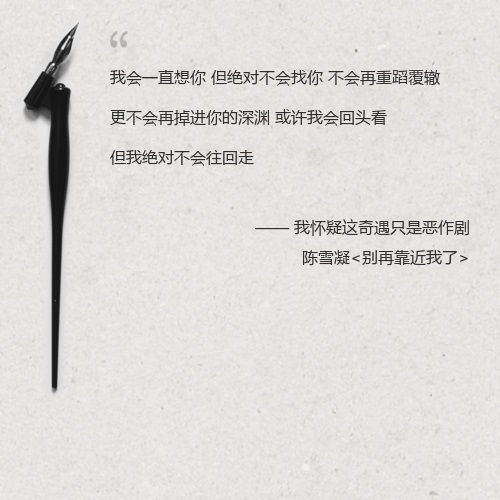 “
我会一直想你 但绝对不会找你 不会再重蹈覆辙
更不会再掉进你的深渊 或许我会回头看
但我绝对不会往回走
—— 我怀疑这奇遇只是恶作剧
陈雪凝<别再靠近我了>